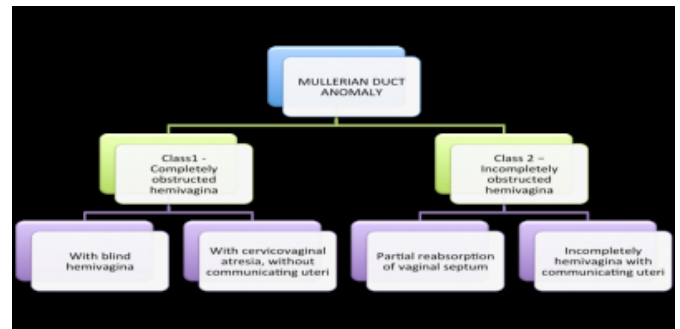 MULLERIAN DUCT
ANOMALY
Class1 -
Completely
obstructed
hemivagina
Class 2 –
Incompletely
obstructed
hemivagina
With blind
hemivagina
With cervicovaginal
atresia, without
communicating uteri
Partial reabsorption
of vaginal septum
Incompletely
hemivagina with
communicating uteri